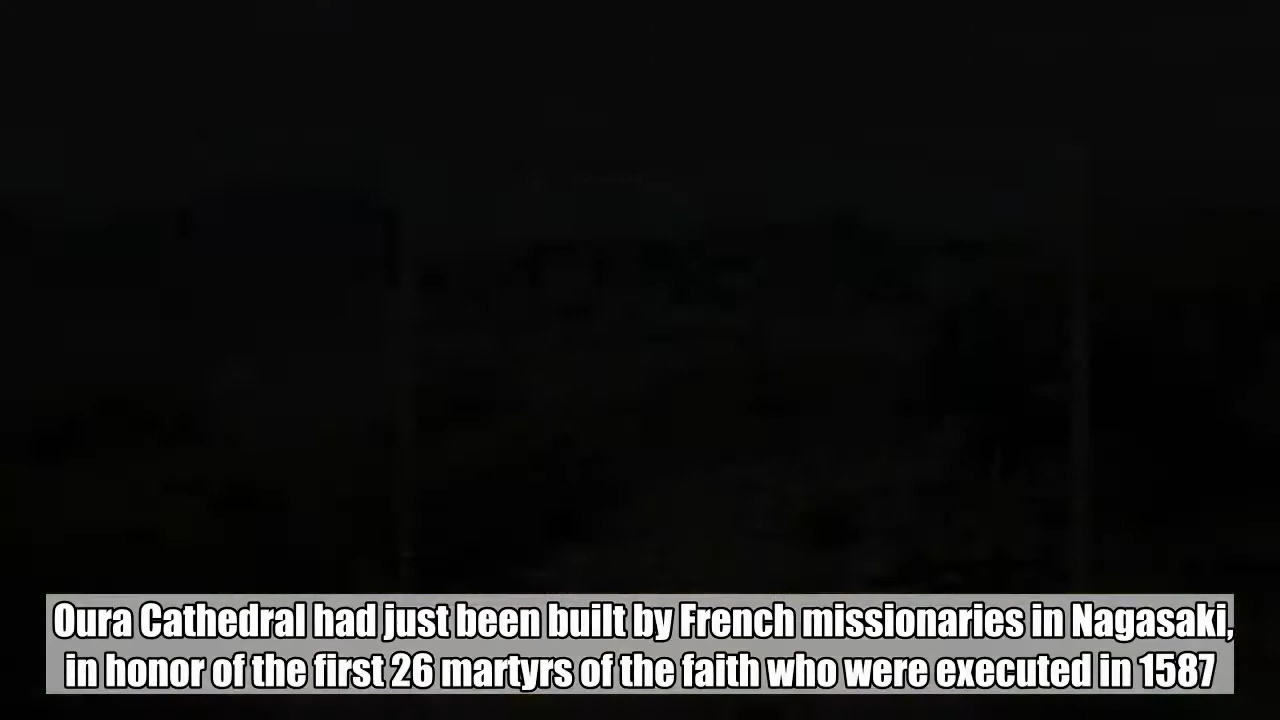 Oura Cathedral had just been built by French missionaries in Nagasaki,
in honor of the first 26 martyrs of the faith who were executed in 1587